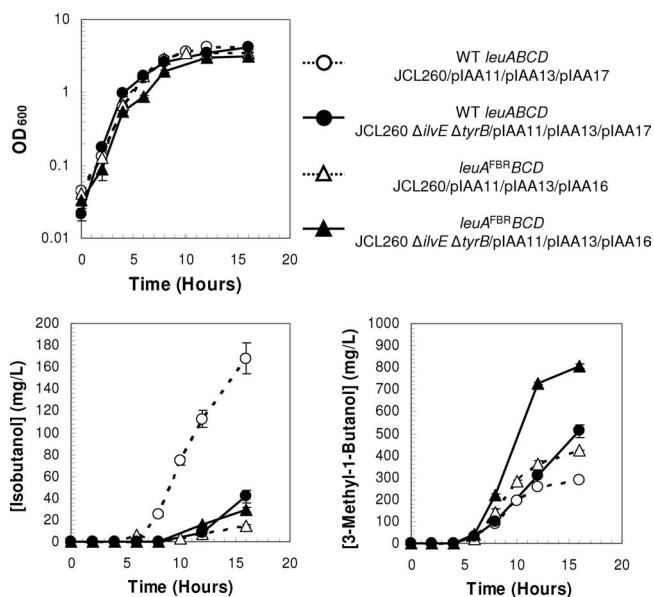 10
1
0.1
0.01
OD600
0 5 10 15 20
Time (Hours)
WT leuABCD
JCL260/pIAA11/pIAA13/pIAA17
WT leuABCD
JCL260 ΔilvE ΔtyrB/pIAA11/pIAA13/pIAA17
leuAFBRBCD
JCL260/pIAA11/pIAA13/pIAA16
leuAFBRBCD
JCL260 ΔilvE ΔtyrB/pIAA11/pIAA13/pIAA16
200
180
160
140
120
100
80
60
40
20
0
[Isobutanol] (mg/L)
0 5 10 15 20
Time (Hours)
1000
900
800
700
600
500
400
300
200
100
0
[3-Methyl-1-Butanol] (mg/L)
0 5 10 15 20
Time (Hours)